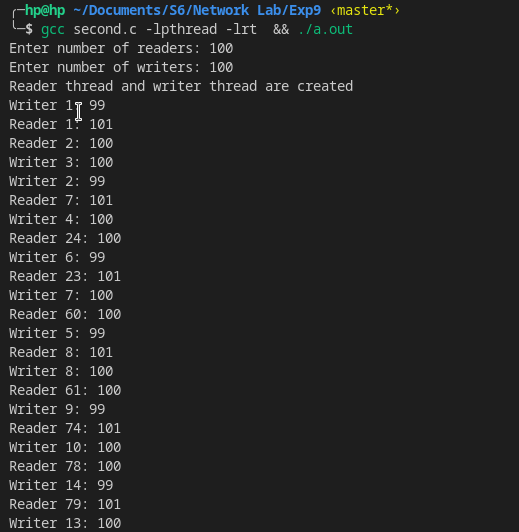 ╭─hp@hp ~/Documents/S6/Network Lab/Exp9 ‹master*›
╰─$ gcc second.c -lpthread -lrt  && ./a.out
Enter number of readers: 100
Enter number of writers: 100
Reader thread and writer thread are created
Writer 1: 99
Reader 1: 101
Reader 2: 100
Writer 3: 100
Writer 2: 99
Reader 7: 101
Writer 4: 100
Reader 24: 100
Writer 6: 99
Reader 23: 101
Writer 7: 100
Reader 60: 100
Writer 5: 99
Reader 8: 101
Writer 8: 100
Reader 61: 100
Writer 9: 99
Reader 74: 101
Writer 10: 100
Reader 78: 100
Writer 14: 99
Reader 79: 101
Writer 13: 100